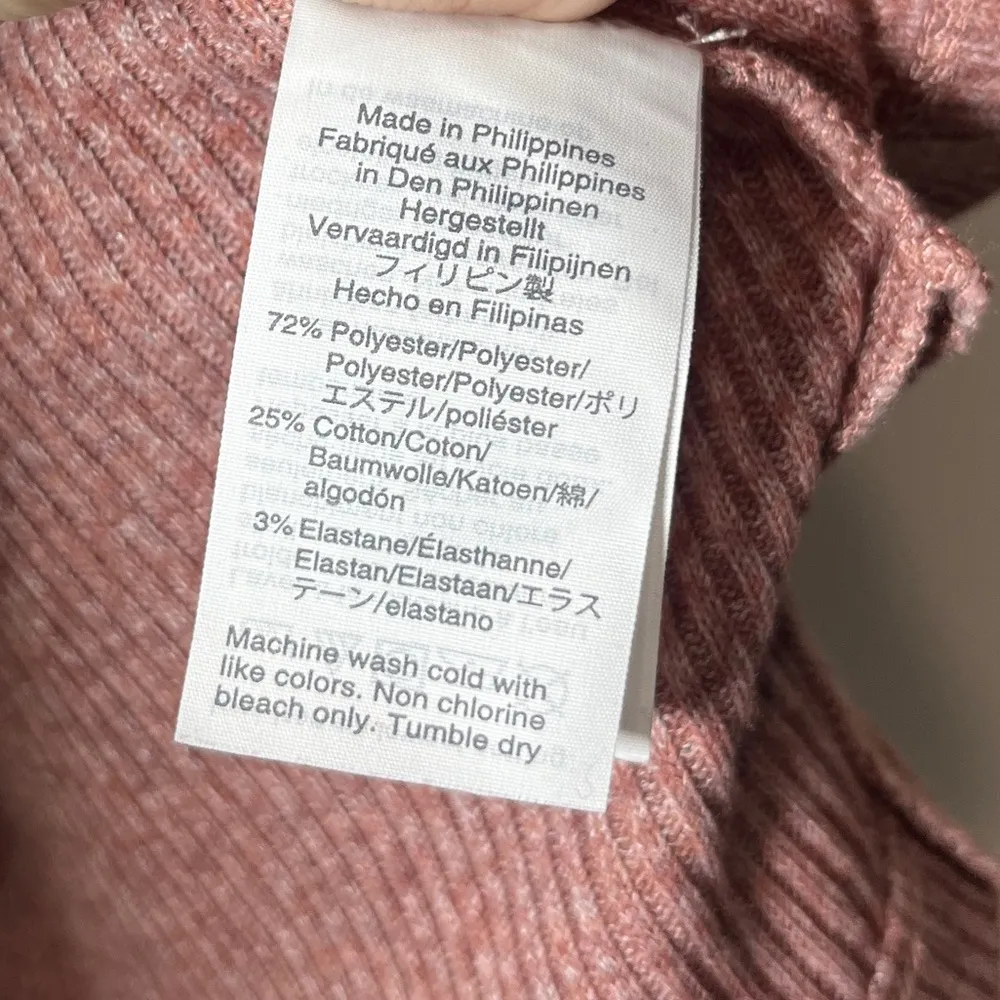 Made in Philippines
Fabriqué aux Philippines
in Den Philippinen
Hergestellt
Vervaardigd in Filipijnen
フィリピン製
Hecho en Filipinas
72% Polyester/Polyester/
Polyester/Polyester/ポリ
エステル/poliéster
25% Cotton/Coton/
Baumwolle/Katoen/綿/
algodón
3% Elastane/Élasthanne/
Elastan/Elastaan/エラス
テーン/elastano
Machine wash cold with
like colors. Non chlorine
bleach only. Tumble dry